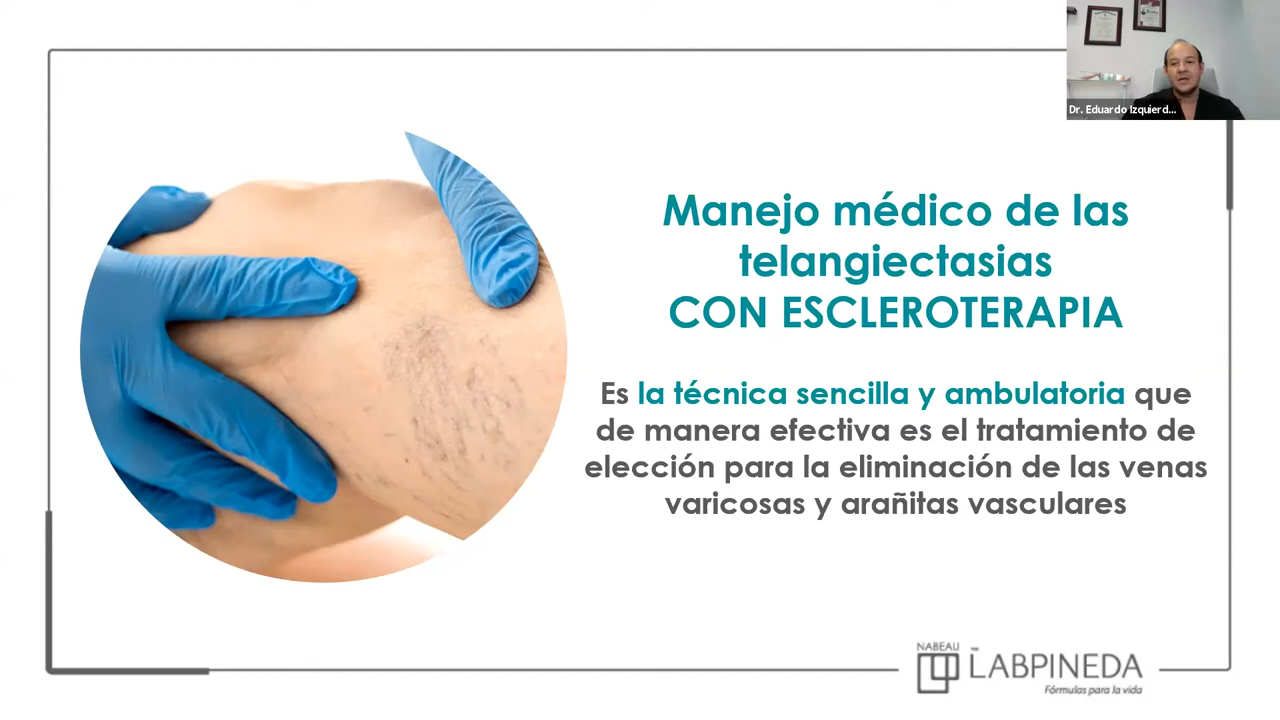 Dr. Eduardo Izquierd...
Manejo médico de las
telangiectasias
CON ESCLEROTERAPIA
Es la técnica sencilla y ambulatoria que
de manera efectiva es el tratamiento de
elección para la eliminación de las venas
varicosas y arañitas vasculares
NABEAU
LABPINEDA
Fórmulas para la vida